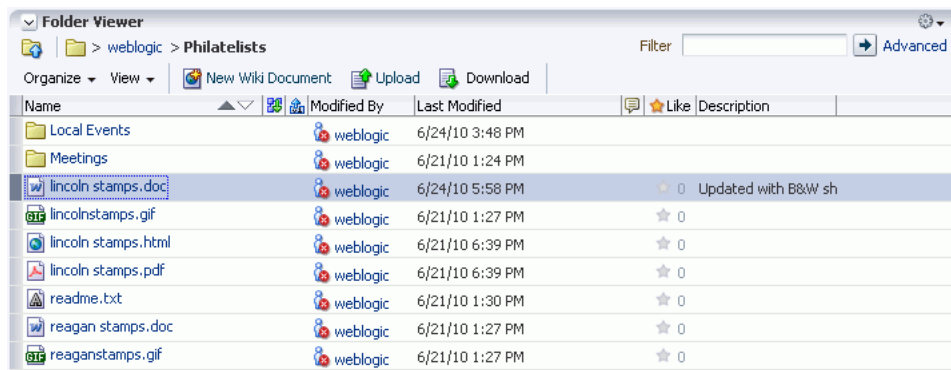 Folder Viewer
> weblogic > Philatelists Filter Advanced
Organize View New Wiki Document Upload Download
Name Modified By Last Modified Like Description
Local Events weblogic 6/24/10 3:48 PM
Meetings weblogic 6/21/10 1:24 PM
lincoln stamps.doc weblogic 6/24/10 5:58 PM 0 Updated with B&W sh
GIF lincolnstamps.gif weblogic 6/21/10 1:27 PM 0
lincoln stamps.html weblogic 6/21/10 6:39 PM 0
lincoln stamps.pdf weblogic 6/21/10 6:39 PM 0
readme.txt weblogic 6/21/10 1:30 PM 0
reagan stamps.doc weblogic 6/21/10 1:27 PM 0
GIF reaganstamps.gif weblogic 6/21/10 1:27 PM 0